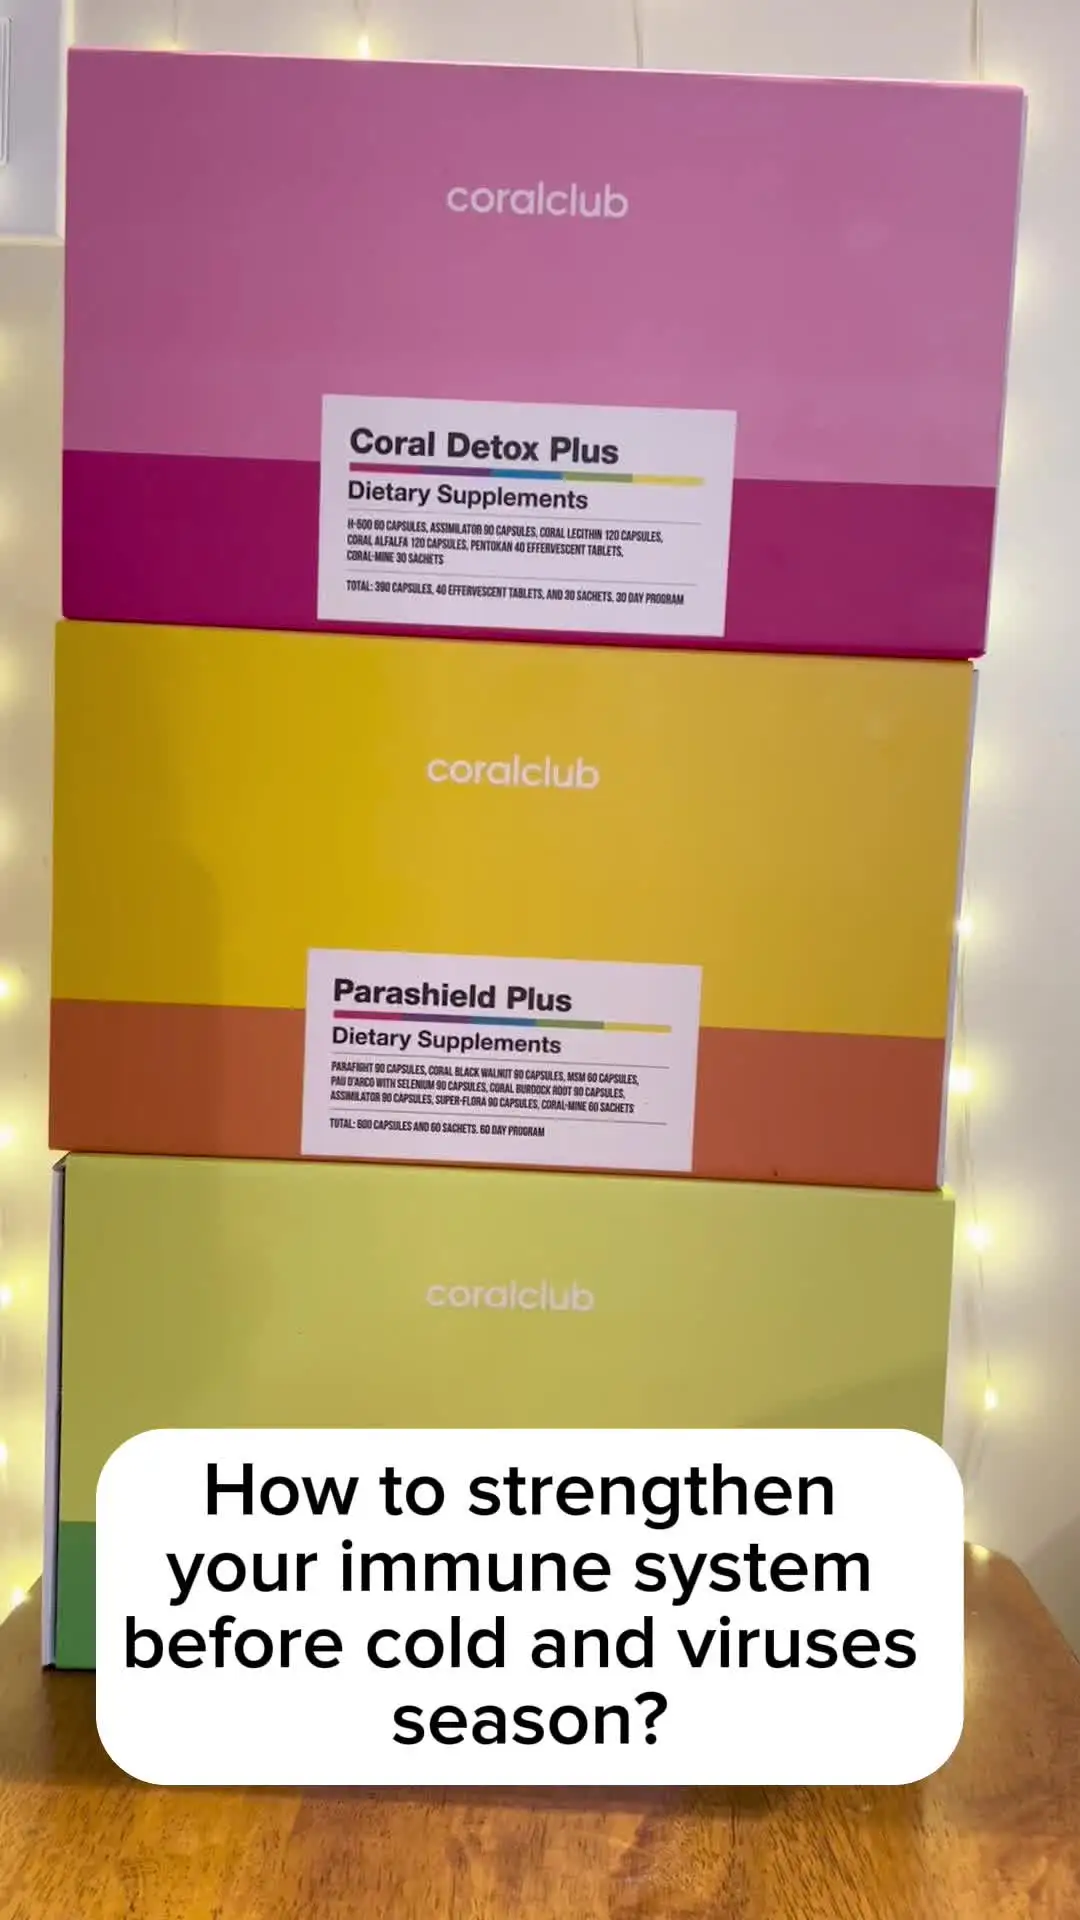 coralclub
Coral Detox Plus
Dietary Supplements
H-500 60 CAPSULES, ASSIMILATOR 90 CAPSULES, CORAL LECITHIN 120 CAPSULES,
CORAL ALFALFA 120 CAPSULES, PENTOKAN 40 EFFERVESCENT TABLETS,
CORAL-MINE 30 SACHETS
TOTAL: 390 CAPSULES, 40 EFFERVESCENT TABLETS, AND 30 SACHETS. 30 DAY PROGRAM
coralclub
Parashield Plus
Dietary Supplements
PARAFIGHT 90 CAPSULES, CORAL BLACK WALNUT 90 CAPSULES, MSM 60 CAPSULES,
PAU D'ARCO WITH SELENIUM 90 CAPSULES, CORAL BURDOCK ROOT 90 CAPSULES,
ASSIMILATOR 90 CAPSULES, SUPER-FLORA 90 CAPSULES, CORAL-MINE 60 SACHETS
TOTAL: 600 CAPSULES AND 60 SACHETS. 60 DAY PROGRAM
coralclub
How to strengthen
your immune system
before cold and viruses
season?